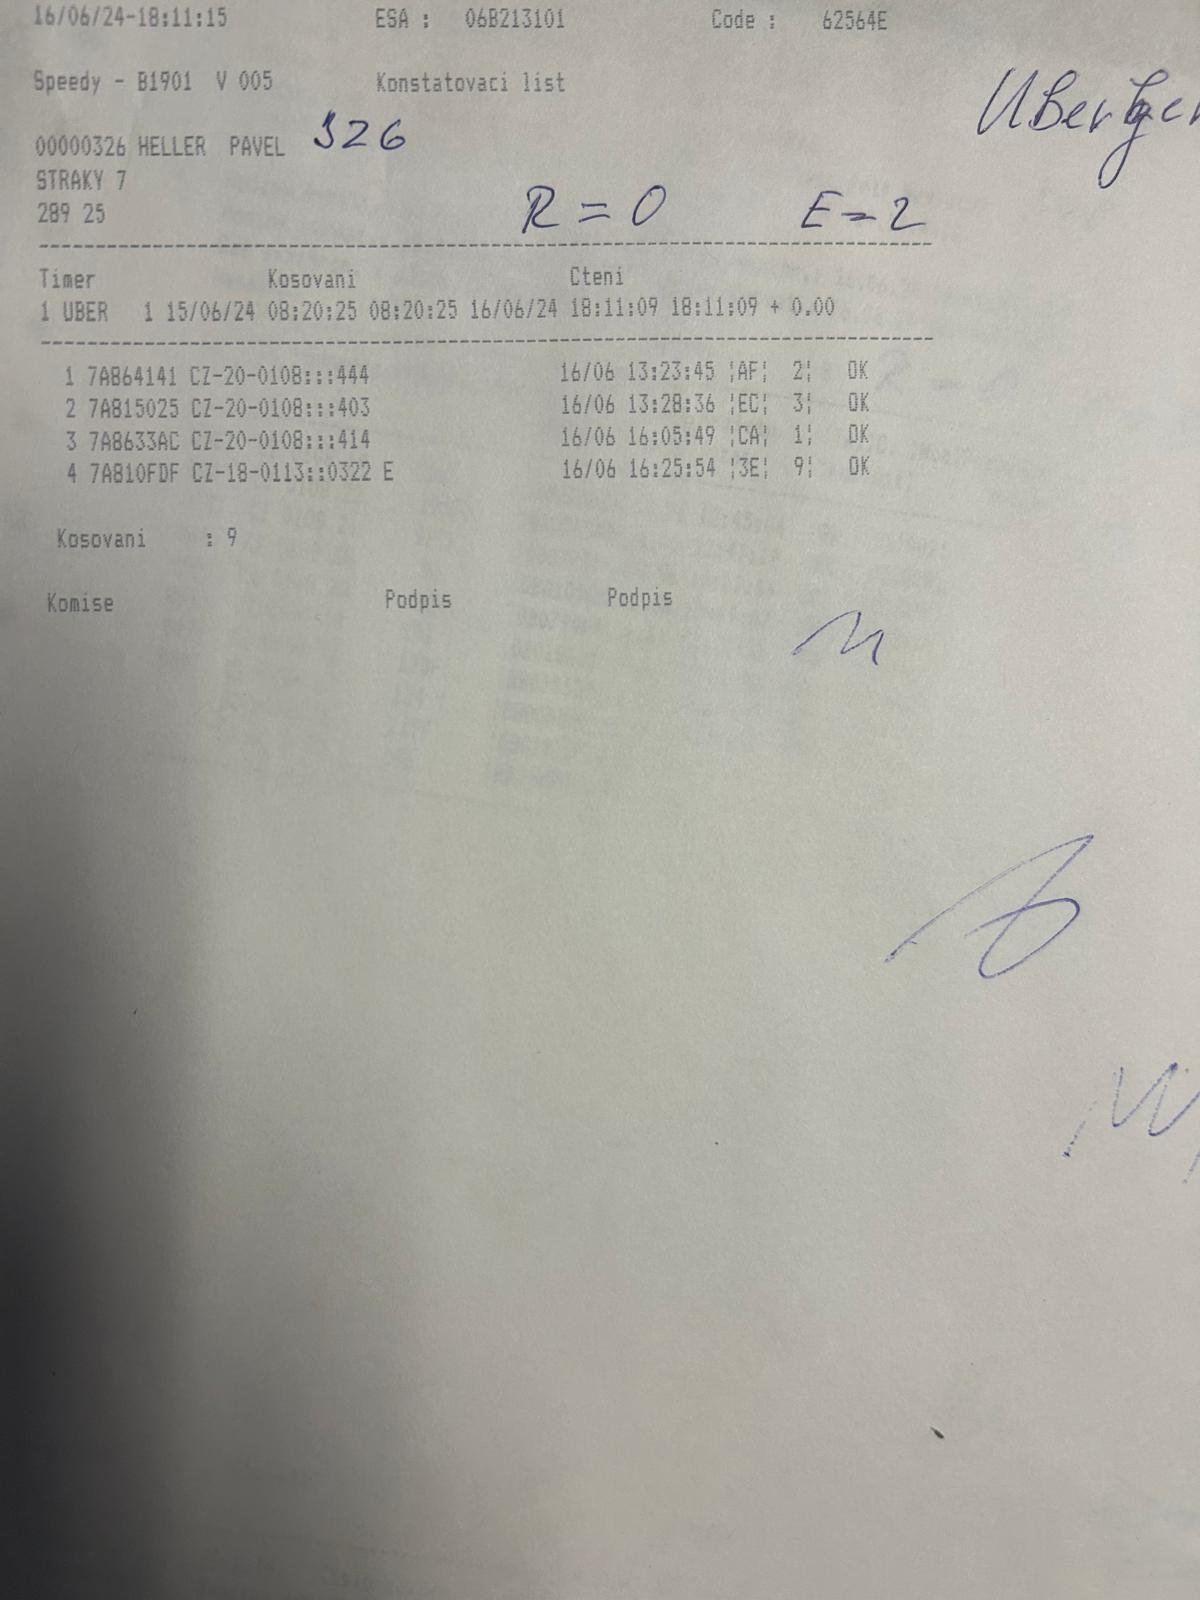 16/06/24-18:11:15 ESA : 06B213101 Code : 62564E
Speedy - B1901 V 005 Konstatovaci list
00000326 HELLER PAVEL 326
STRAKY 7
289 25 R = 0 E = 2
Timer Kosovani Cteni
1 UBER 1 15/06/24 08:20:25 08:20:25 16/06/24 18:11:09 18:11:09 + 0.00
1 7A864141 CZ-20-0108:::444 16/06 13:23:45 ¦AF¦ 2¦ OK
2 7A815025 CZ-20-0108:::403 16/06 13:28:36 ¦EC¦ 3¦ OK
3 7A8633AC CZ-20-0108:::414 16/06 16:05:49 ¦CA¦ 1¦ OK
4 7A810FDF CZ-18-0113::0322 E 16/06 16:25:54 ¦3E¦ 9¦ OK
Kosovani : 9
Komise Podpis Podpis